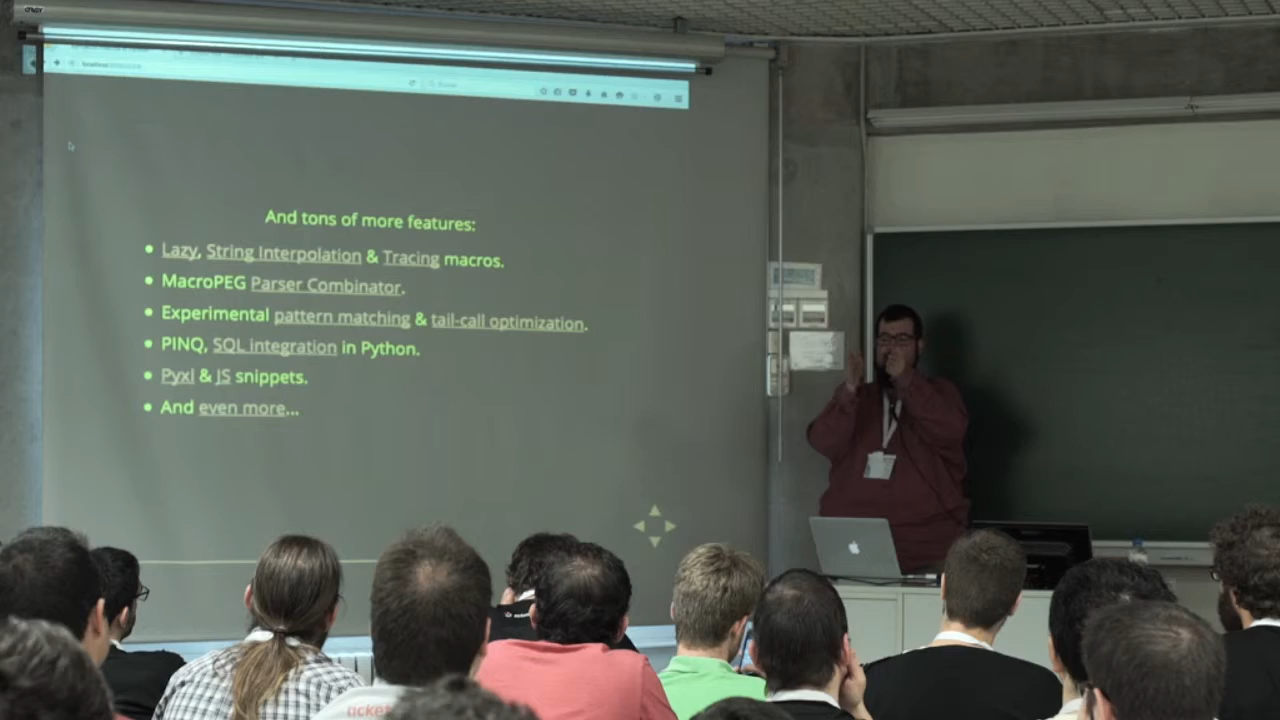 And tons of more features:
Lazy, String Interpolation & Tracing macros.
MacroPEG Parser Combinator.
Experimental pattern matching & tail-call optimization.
PINQ, SQL integration in Python.
Pyxl & JS snippets.
And even more...